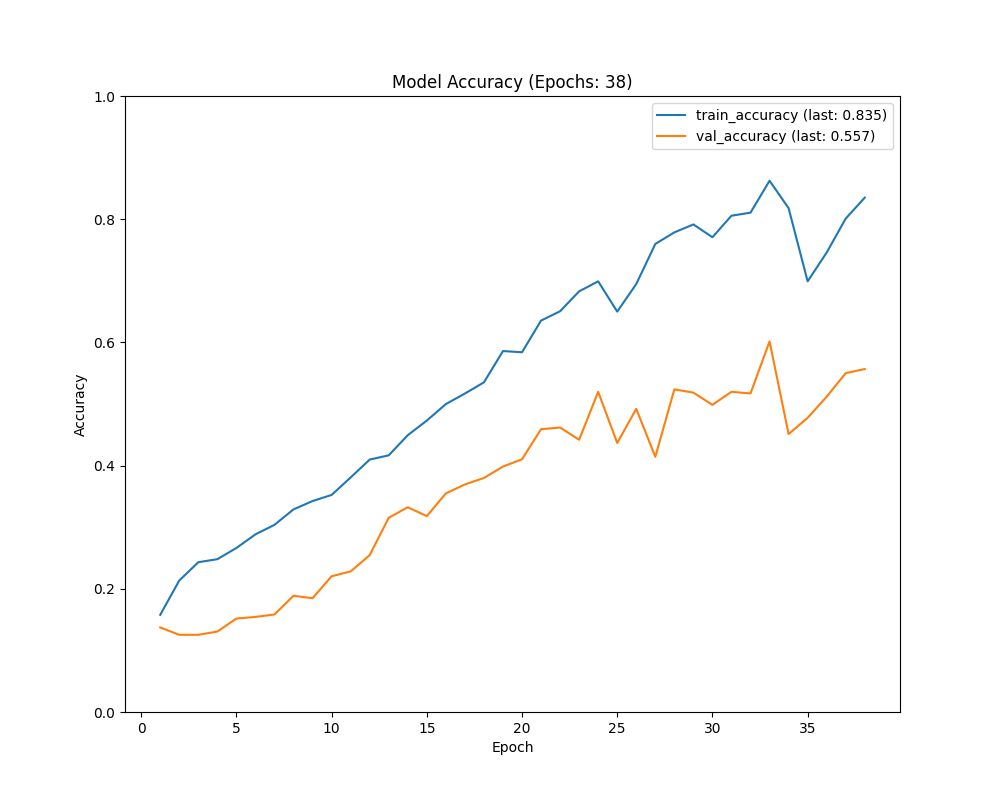 Model Accuracy (Epochs: 38)
train_accuracy (last: 0.835)
val_accuracy (last: 0.557)
Accuracy
1.0
0.8
0.6
0.4
0.2
0.0
0 5 10 15 20 25 30 35
Epoch